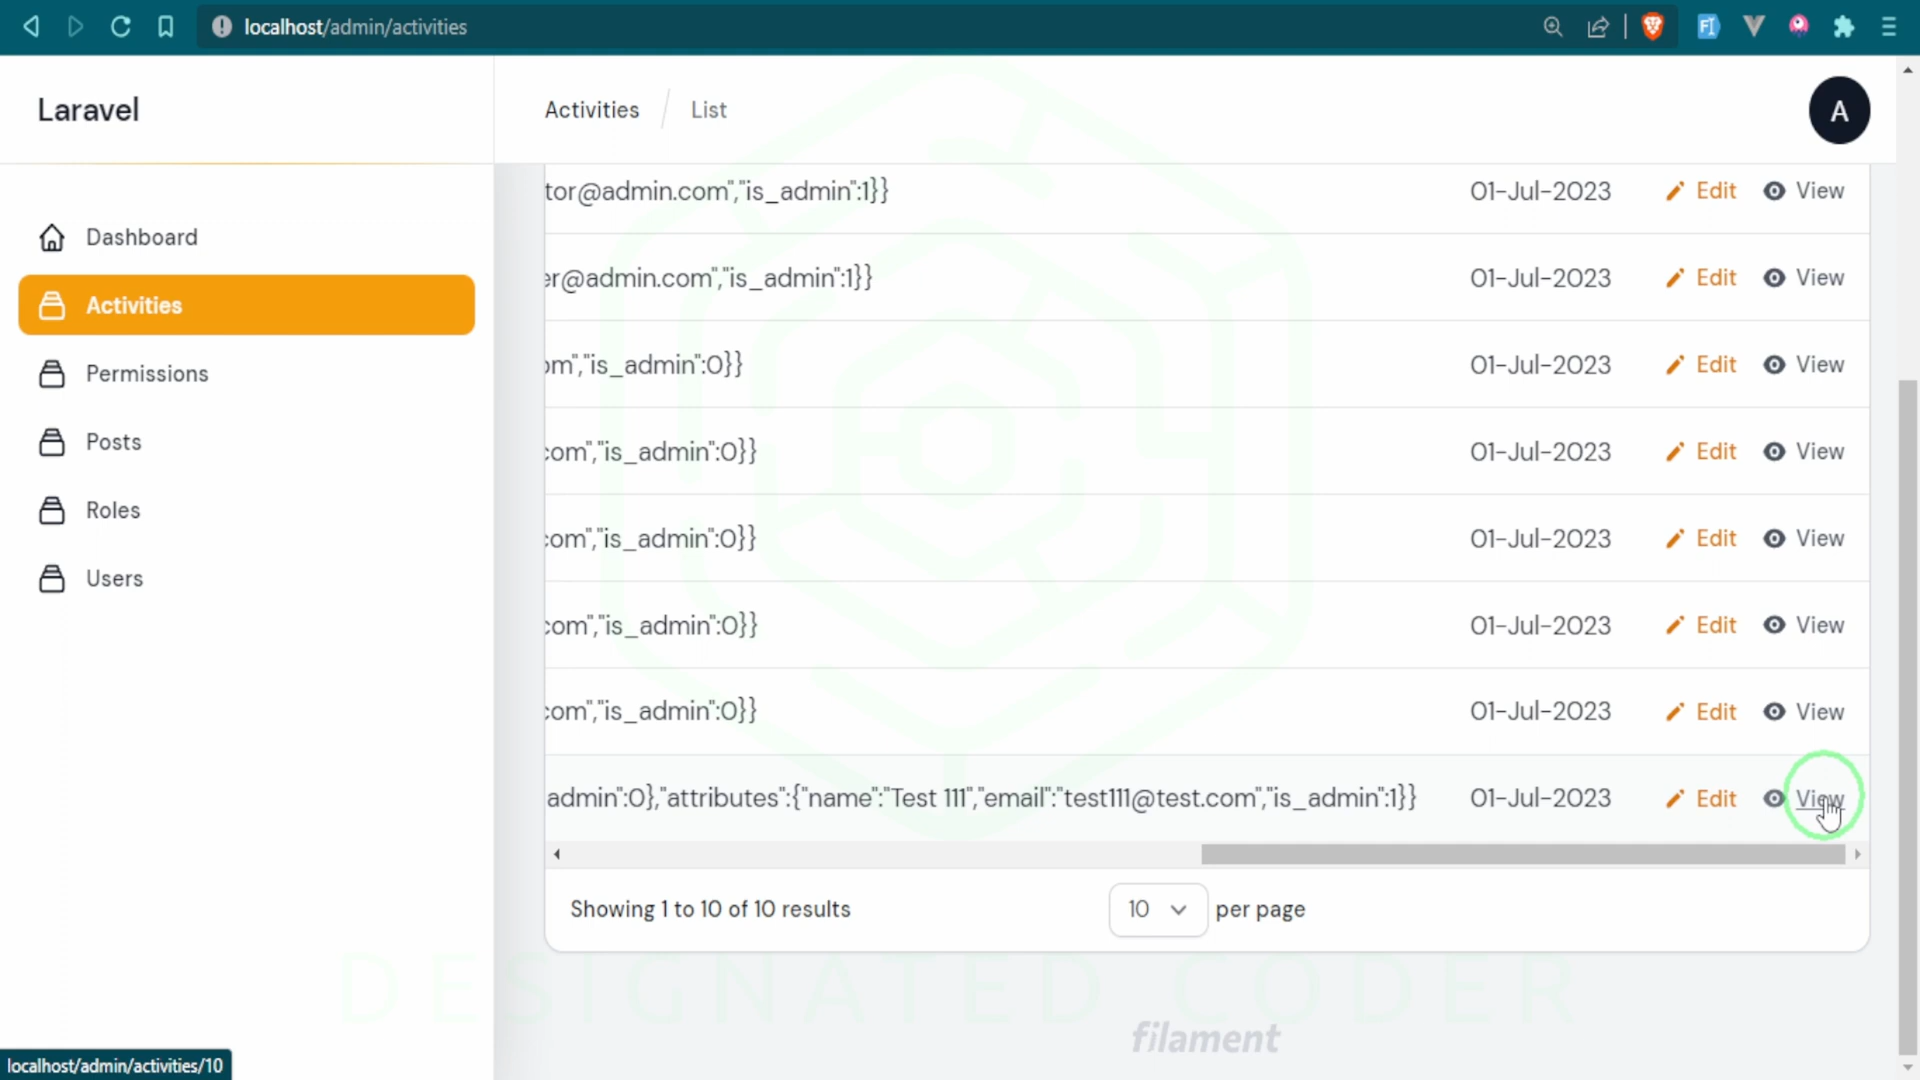 localhost/admin/activities
Laravel
Activities
List
A
Dashboard
Activities
Permissions
Posts
Roles
Users
tor@admin.com","is_admin":1}} 01-Jul-2023 Edit View
er@admin.com","is_admin":1}} 01-Jul-2023 Edit View
om","is_admin":0}} 01-Jul-2023 Edit View
com","is_admin":0}} 01-Jul-2023 Edit View
com","is_admin":0}} 01-Jul-2023 Edit View
com","is_admin":0}} 01-Jul-2023 Edit View
com","is_admin":0}} 01-Jul-2023 Edit View
admin":0},"attributes":{"name":"Test 111","email":"test111@test.com","is_admin":1}} 01-Jul-2023 Edit View
Showing 1 to 10 of 10 results 10 per page
DESIGNATED CODER
filament
localhost/admin/activities/10